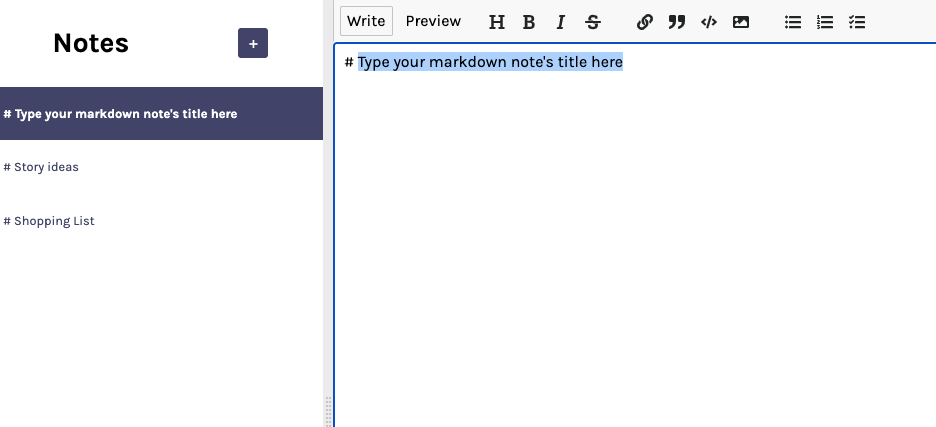 Notes
+
# Type your markdown note's title here
# Story ideas
# Shopping List
Write Preview H B I S
# Type your markdown note's title here